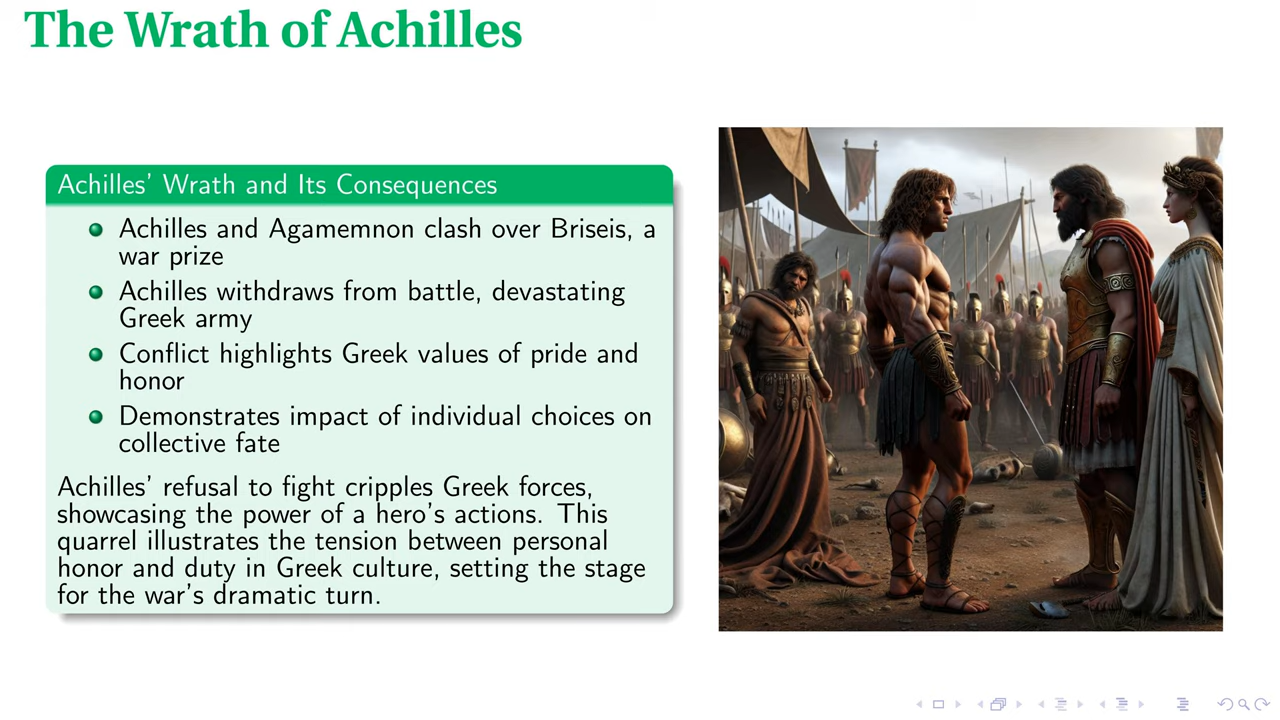 The Wrath of Achilles
Achilles' Wrath and Its Consequences
Achilles and Agamemnon clash over Briseis, a
war prize
Achilles withdraws from battle, devastating
Greek army
Conflict highlights Greek values of pride and
honor
Demonstrates impact of individual choices on
collective fate
Achilles' refusal to fight cripples Greek forces,
showcasing the power of a hero's actions. This
quarrel illustrates the tension between personal
honor and duty in Greek culture, setting the stage
for the war's dramatic turn.